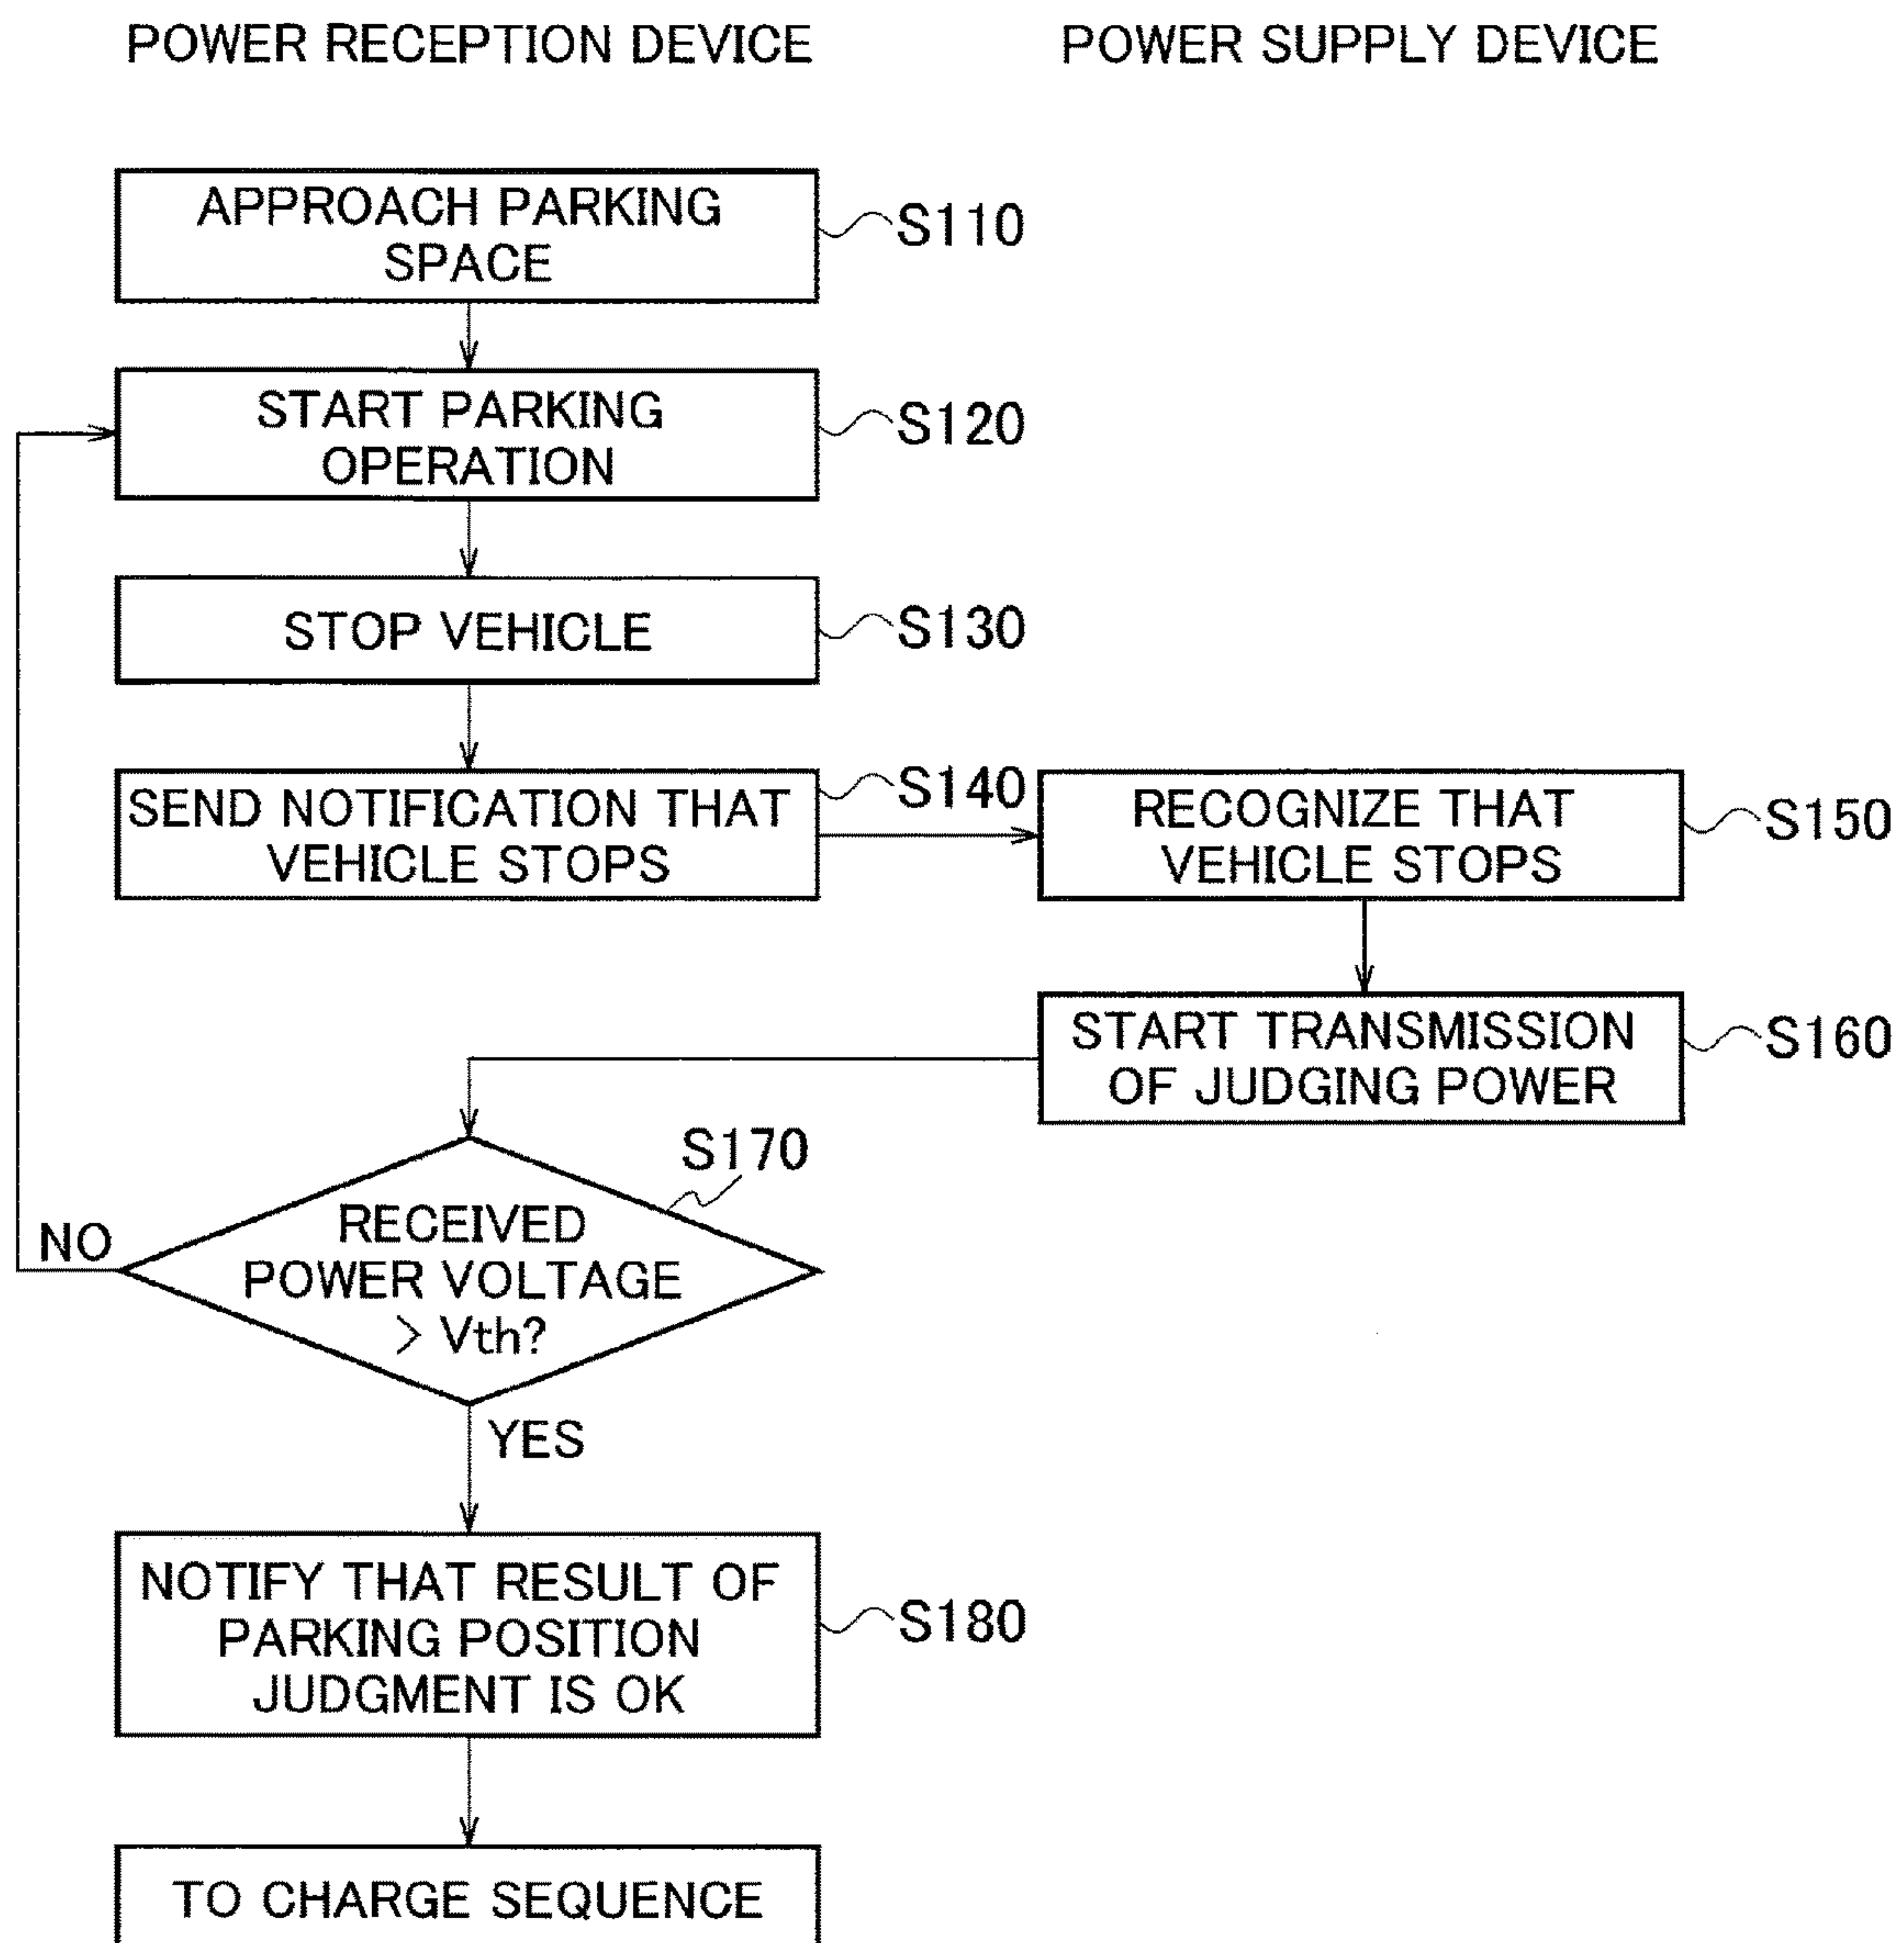 POWER RECEPTION DEVICE
POWER SUPPLY DEVICE
APPROACH PARKING
SPACE
S110
START PARKING
OPERATION
S120
STOP VEHICLE
S130
SEND NOTIFICATION THAT
VEHICLE STOPS
S140
RECOGNIZE THAT
VEHICLE STOPS
S150
START TRANSMISSION
OF JUDGING POWER
S160
S170
RECEIVED
POWER VOLTAGE
> Vth?
NO
YES
NOTIFY THAT RESULT OF
PARKING POSITION
JUDGMENT IS OK
S180
TO CHARGE SEQUENCE